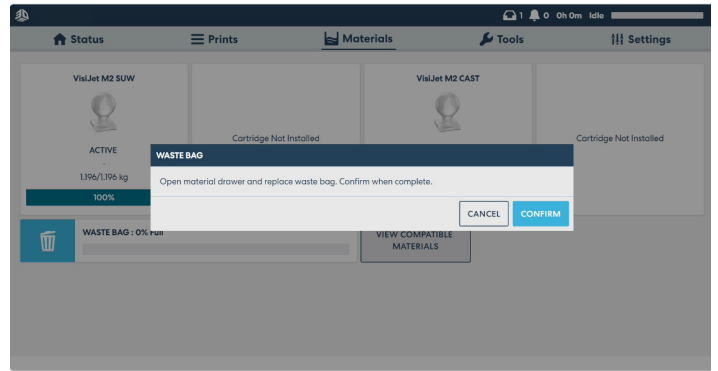 1 0 0h 0m Idle
Status Prints Materials Tools Settings
VisiJet M2 SUW
VisiJet M2 CAST
Cartridge Not Installed
Cartridge Not Installed
ACTIVE
-
1.196/1.196 kg
100%
WASTE BAG
Open material drawer and replace waste bag. Confirm when complete.
CANCEL CONFIRM
WASTE BAG : 0% Full
VIEW COMPATIBLE
MATERIALS